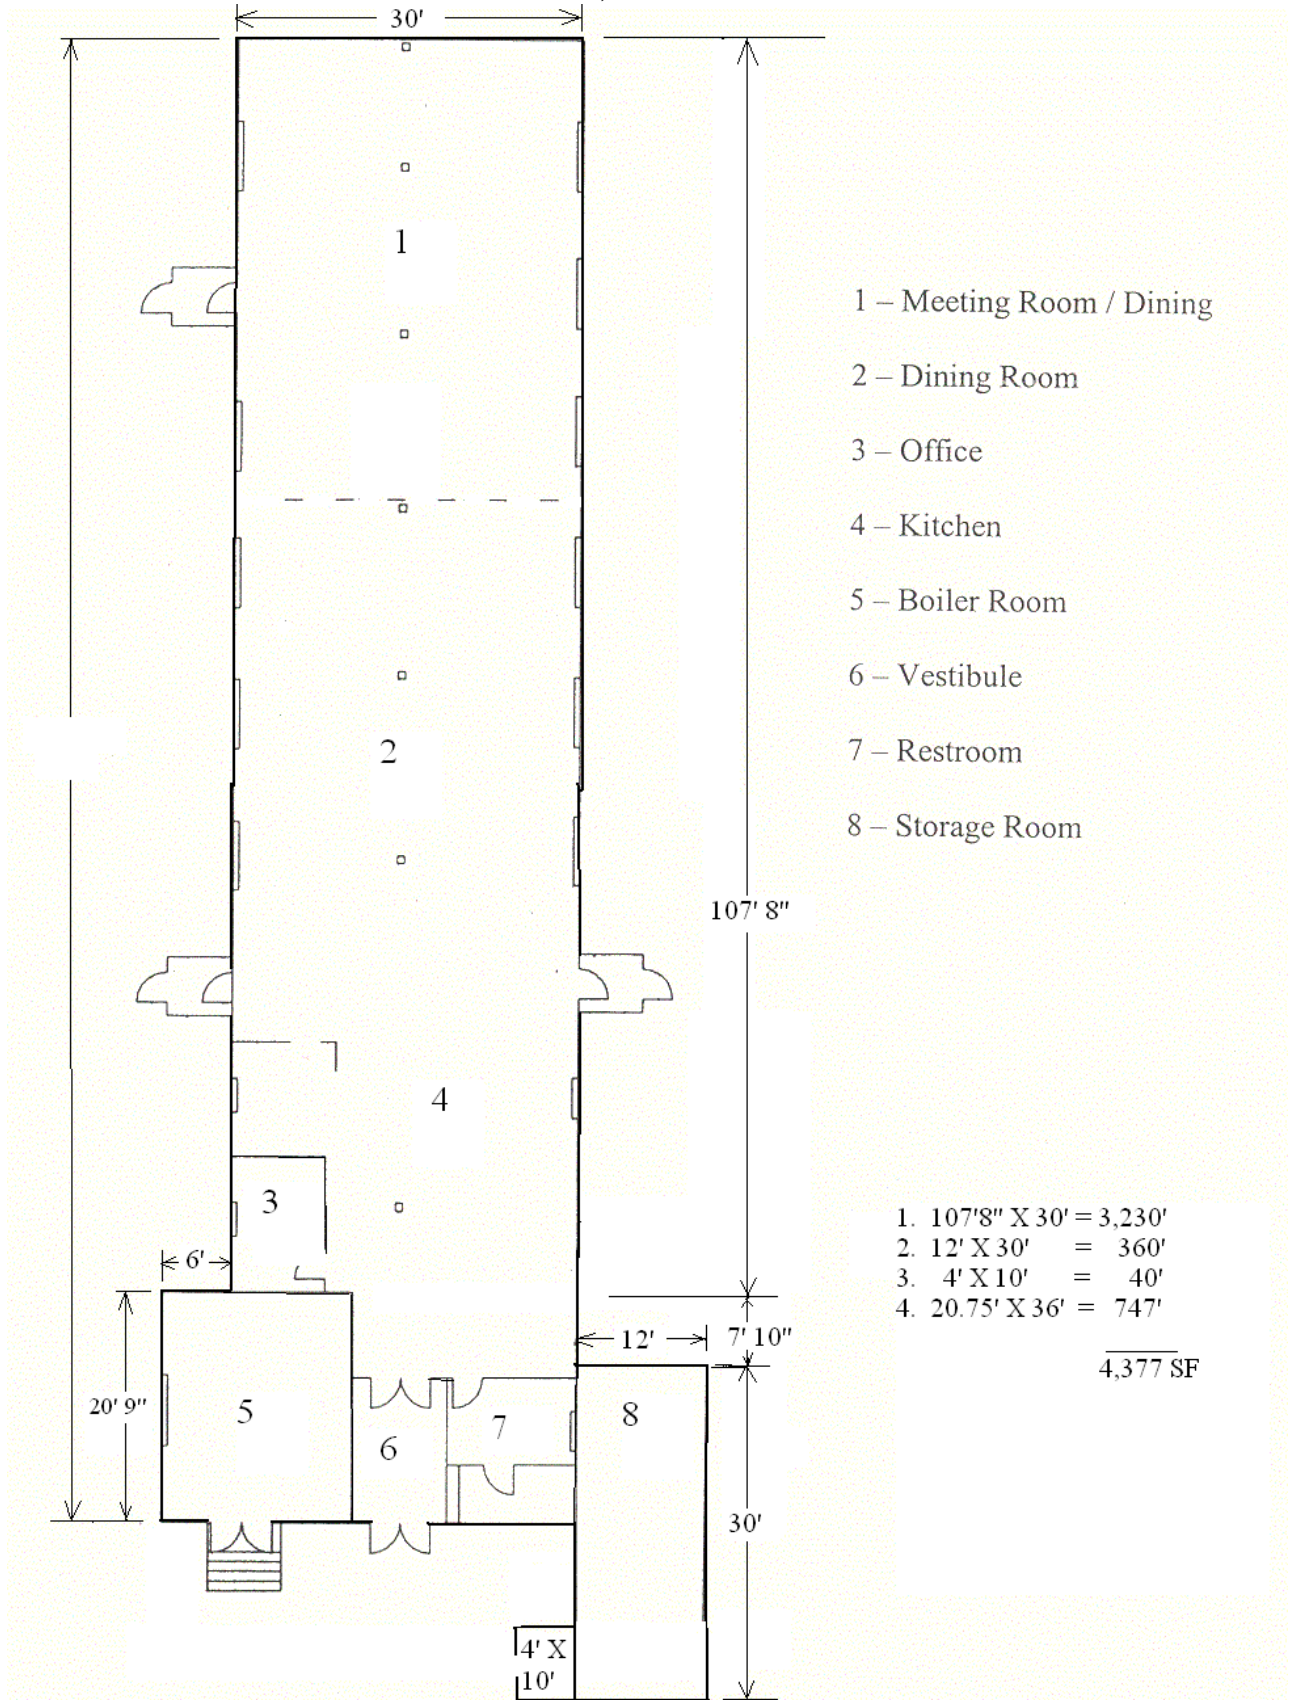 30'
1
1 – Meeting Room / Dining
2 – Dining Room
3 – Office
4 – Kitchen
5 – Boiler Room
6 – Vestibule
7 – Restroom
8 – Storage Room
2
107' 8"
4
3
6'
1. 107'8" X 30' = 3,230'
2. 12' X 30' = 360'
3. 4' X 10' = 40'
4. 20.75' X 36' = 747'
4,377 SF
12'
7' 10"
20' 9"
5
6
7
8
30'
4' X
10'